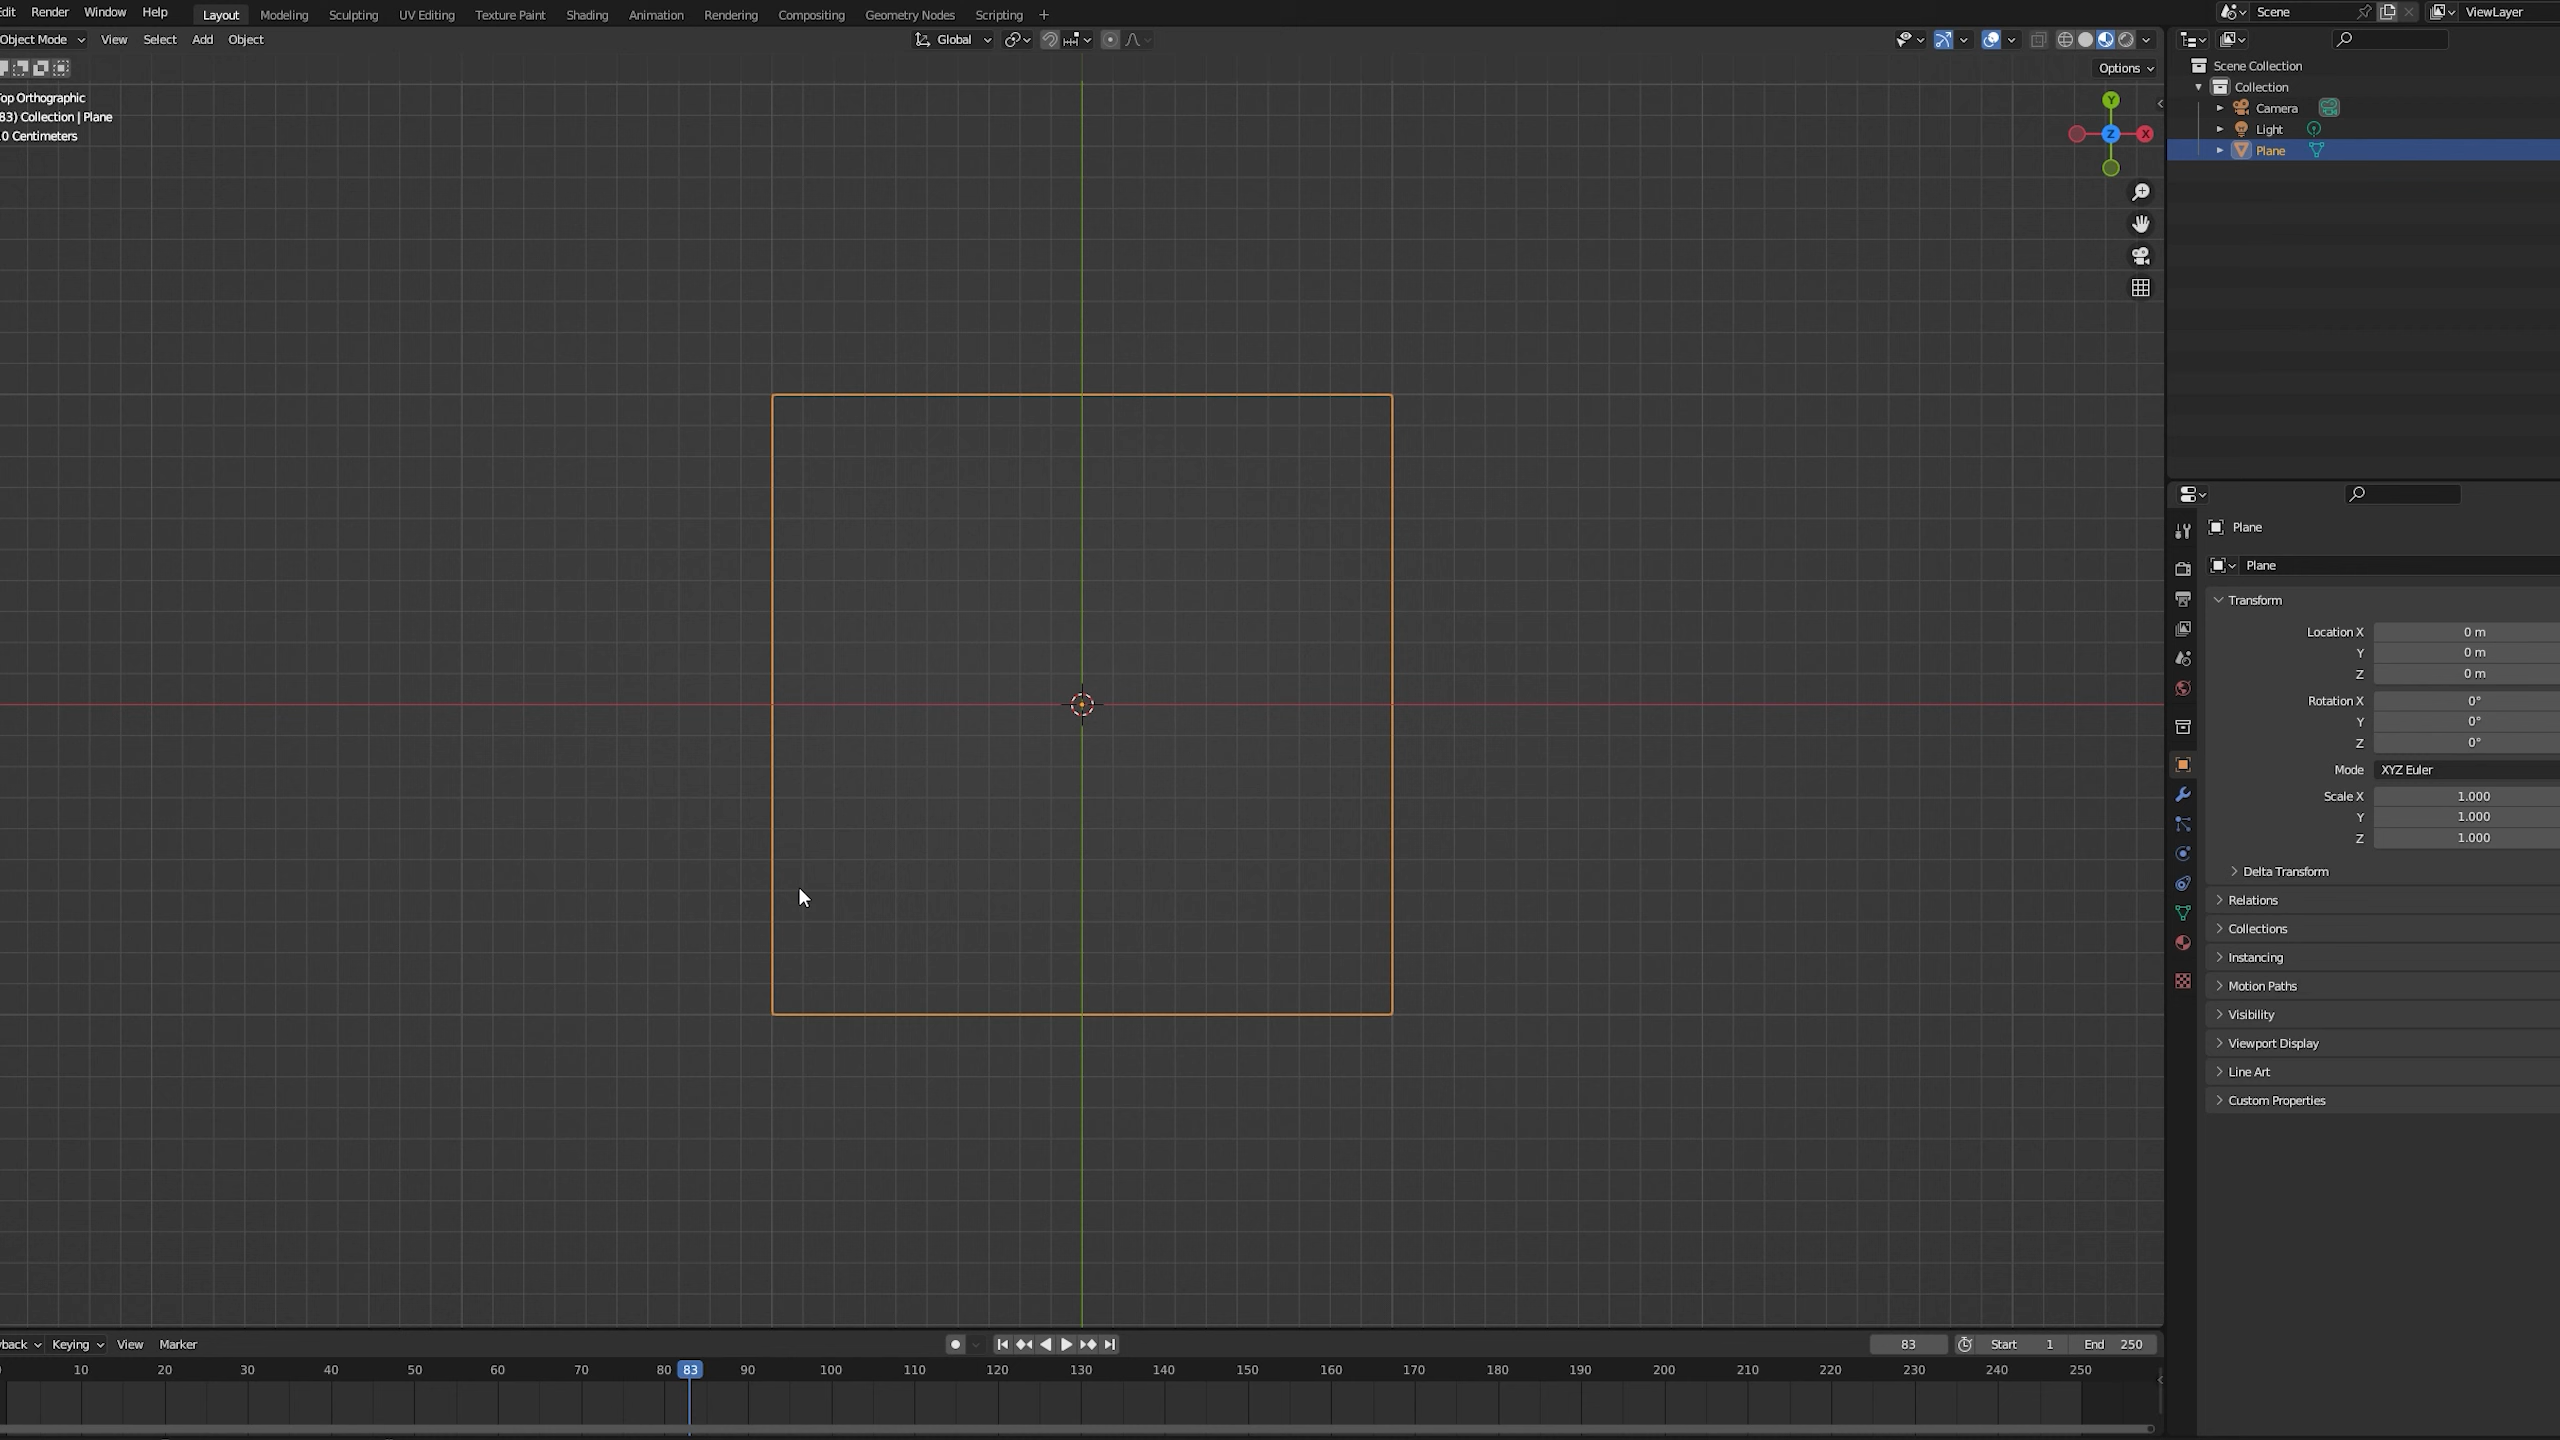 Edit Render Window Help Layout Modeling Sculpting UV Editing Texture Paint Shading Animation Rendering Compositing Geometry Nodes Scripting + Scene ViewLayer
Object Mode View Select Add Object Global
Options
Top Orthographic
(83) Collection | Plane
10 Centimeters
Y
Z X
Scene Collection
Collection
Camera
Light
Plane
Plane
Plane
Transform
Location X 0 m
Y 0 m
Z 0 m
Rotation X 0°
Y 0°
Z 0°
Mode XYZ Euler
Scale X 1.000
Y 1.000
Z 1.000
Delta Transform
Relations
Collections
Instancing
Motion Paths
Visibility
Viewport Display
Line Art
Custom Properties
yback Keying View Marker 83 Start 1 End 250
10 20 30 40 50 60 70 80 83 90 100 110 120 130 140 150 160 170 180 190 200 210 220 230 240 250